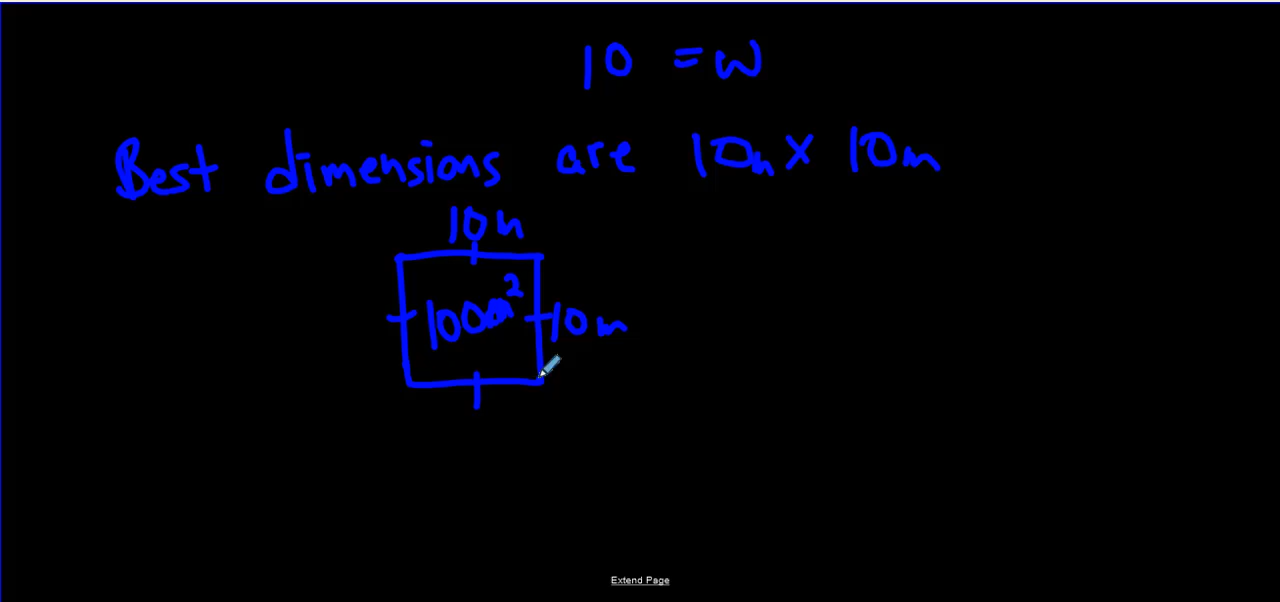 10 = W
Best dimensions are 10m X 10m
10m
100m²
10m
Extend Page